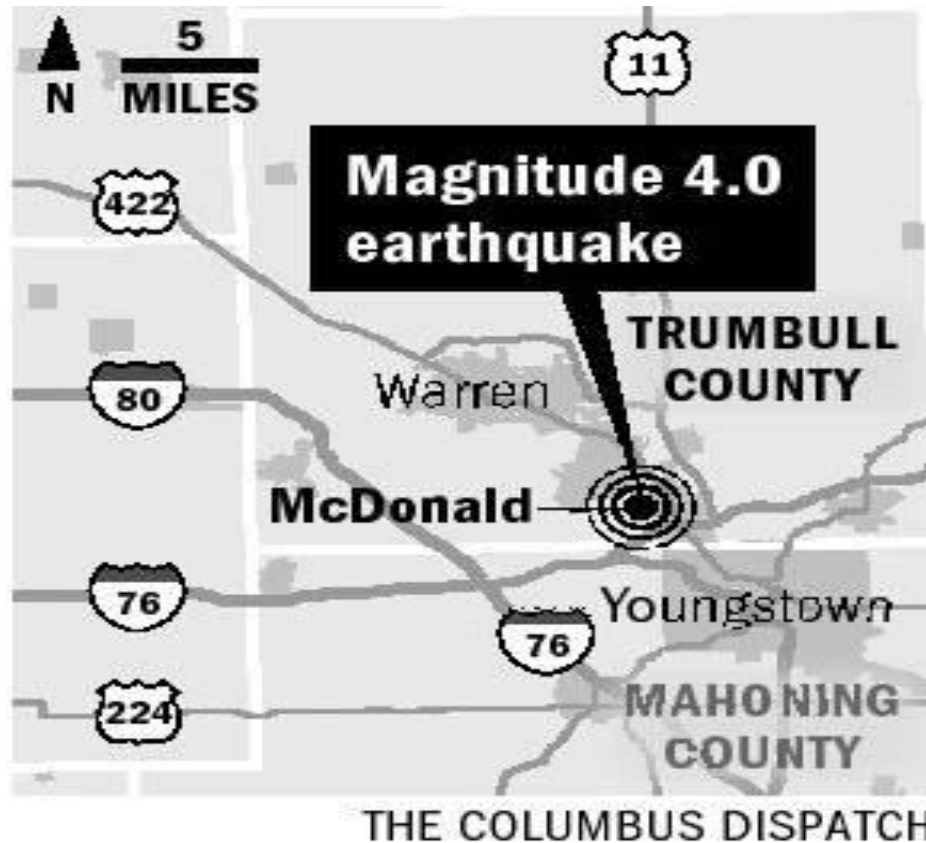 5
N MILES
11
Magnitude 4.0
earthquake
422
TRUMBULL
COUNTY
80
Warren
McDonald
76
Youngstown
76
224
MAHONING
COUNTY
THE COLUMBUS DISPATCH